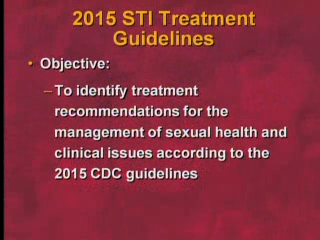 2015 STI Treatment
Guidelines
• Objective:
– To identify treatment
recommendations for the
management of sexual health and
clinical issues according to the
2015 CDC guidelines